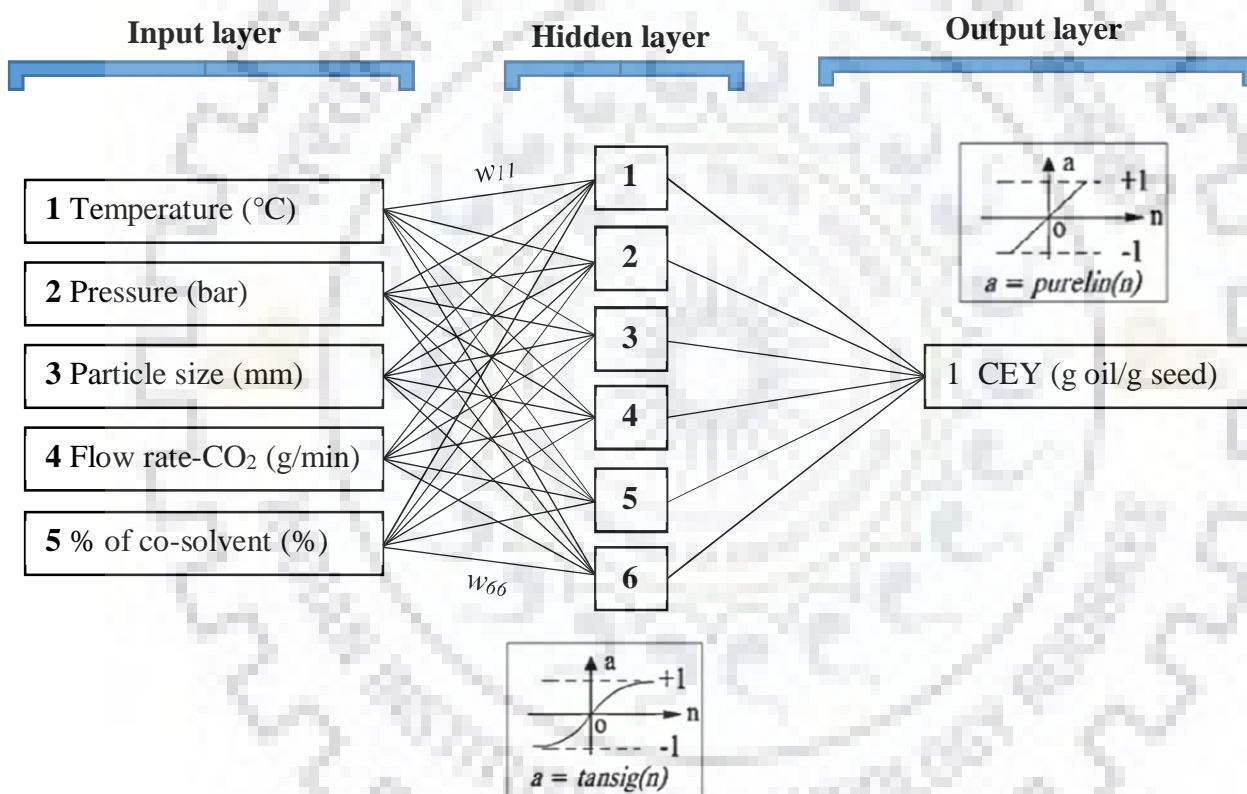 Input layer
Hidden layer
Output layer
1 Temperature (°C)
2 Pressure (bar)
3 Particle size (mm)
4 Flow rate-CO₂ (g/min)
5 % of co-solvent (%)
w₁₁
w₆₆
1
2
3
4
5
6
a
+1
n
o
-1
a = purelin(n)
1 CEY (g oil/g seed)
a
+1
n
o
-1
a = tansig(n)